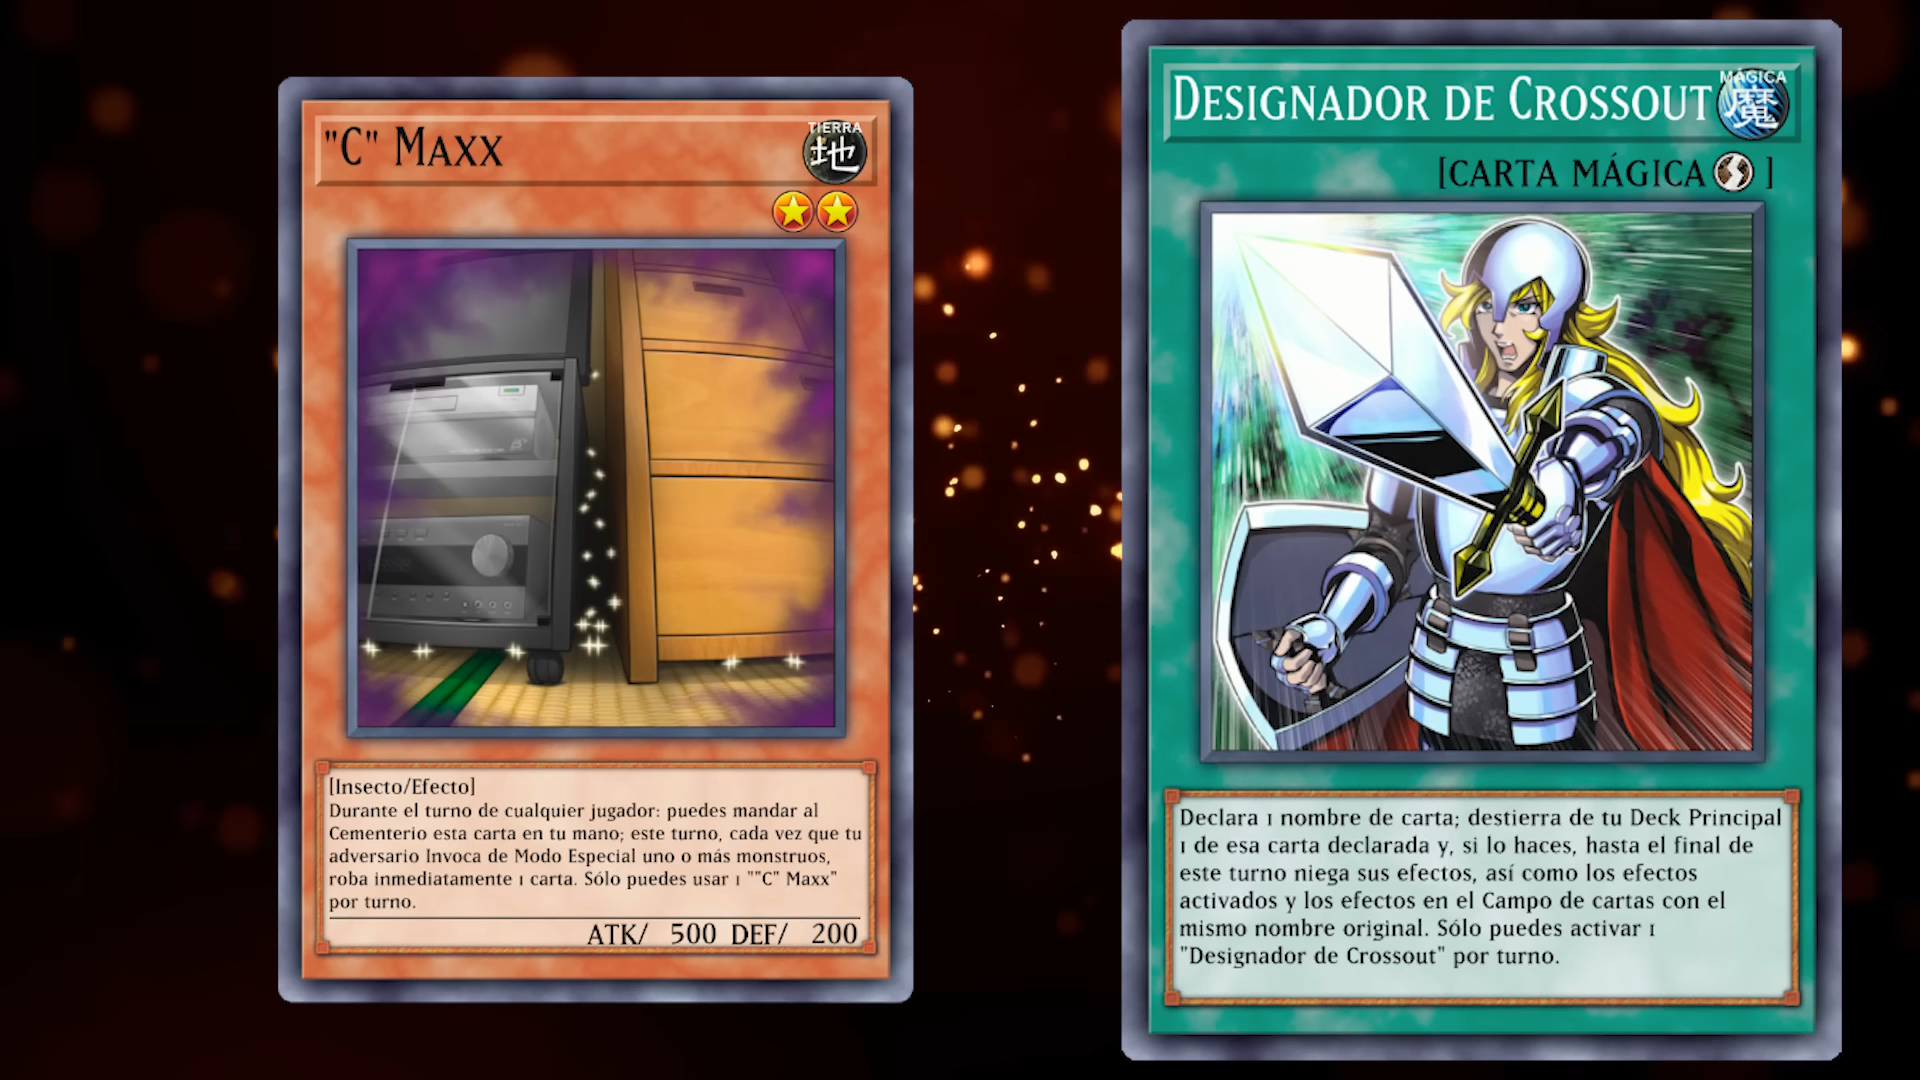 "C" Maxx
TIERRA
地
[Insecto/Efecto]
Durante el turno de cualquier jugador: puedes mandar al
Cementerio esta carta en tu mano; este turno, cada vez que tu
adversario Invoca de Modo Especial uno o más monstruos,
roba inmediatamente 1 carta. Sólo puedes usar 1 ""C" Maxx"
por turno.
ATK/ 500 DEF/ 200
Designador de Crossout
MÁGICA
魔
[CARTA MÁGICA ]
Declara 1 nombre de carta; destierra de tu Deck Principal
1 de esa carta declarada y, si lo haces, hasta el final de
este turno niega sus efectos, así como los efectos
activados y los efectos en el Campo de cartas con el
mismo nombre original. Sólo puedes activar 1
"Designador de Crossout" por turno.